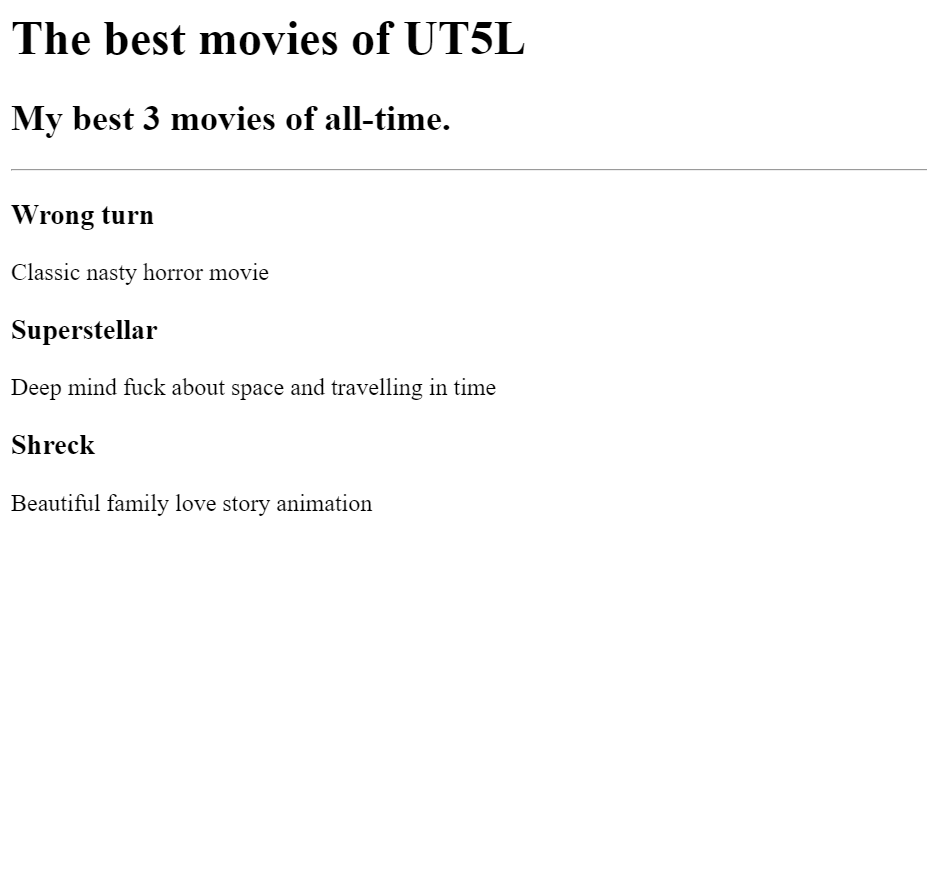 The best movies of UT5L
My best 3 movies of all-time.
Wrong turn
Classic nasty horror movie
Superstellar
Deep mind fuck about space and travelling in time
Shreck
Beautiful family love story animation